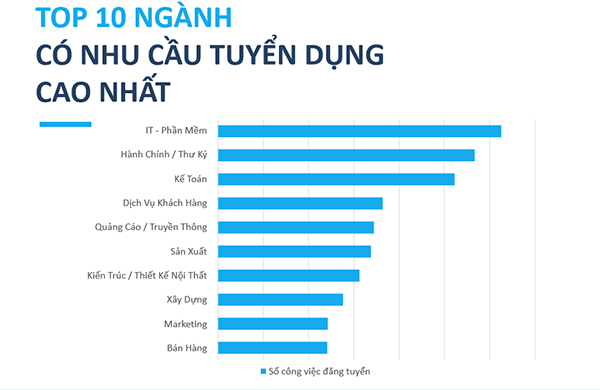 TOP 10 NGÀNH
CÓ NHU CẦU TUYỂN DỤNG
CAO NHẤT
IT - Phần Mềm
Hành Chính / Thư Ký
Kế Toán
Dịch Vụ Khách Hàng
Quảng Cáo / Truyền Thông
Sản Xuất
Kiến Trúc / Thiết Kế Nội Thất
Xây Dựng
Marketing
Bán Hàng
Số công việc đăng tuyển